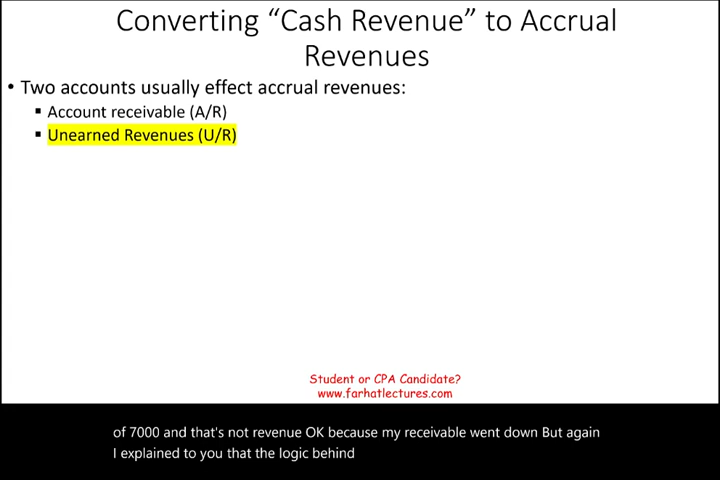 Converting “Cash Revenue” to Accrual
Revenues
• Two accounts usually effect accrual revenues:
▪ Account receivable (A/R)
▪ Unearned Revenues (U/R)
Student or CPA Candidate?
www.farhatlectures.com
of 7000 and that's not revenue OK because my receivable went down But again
I explained to you that the logic behind